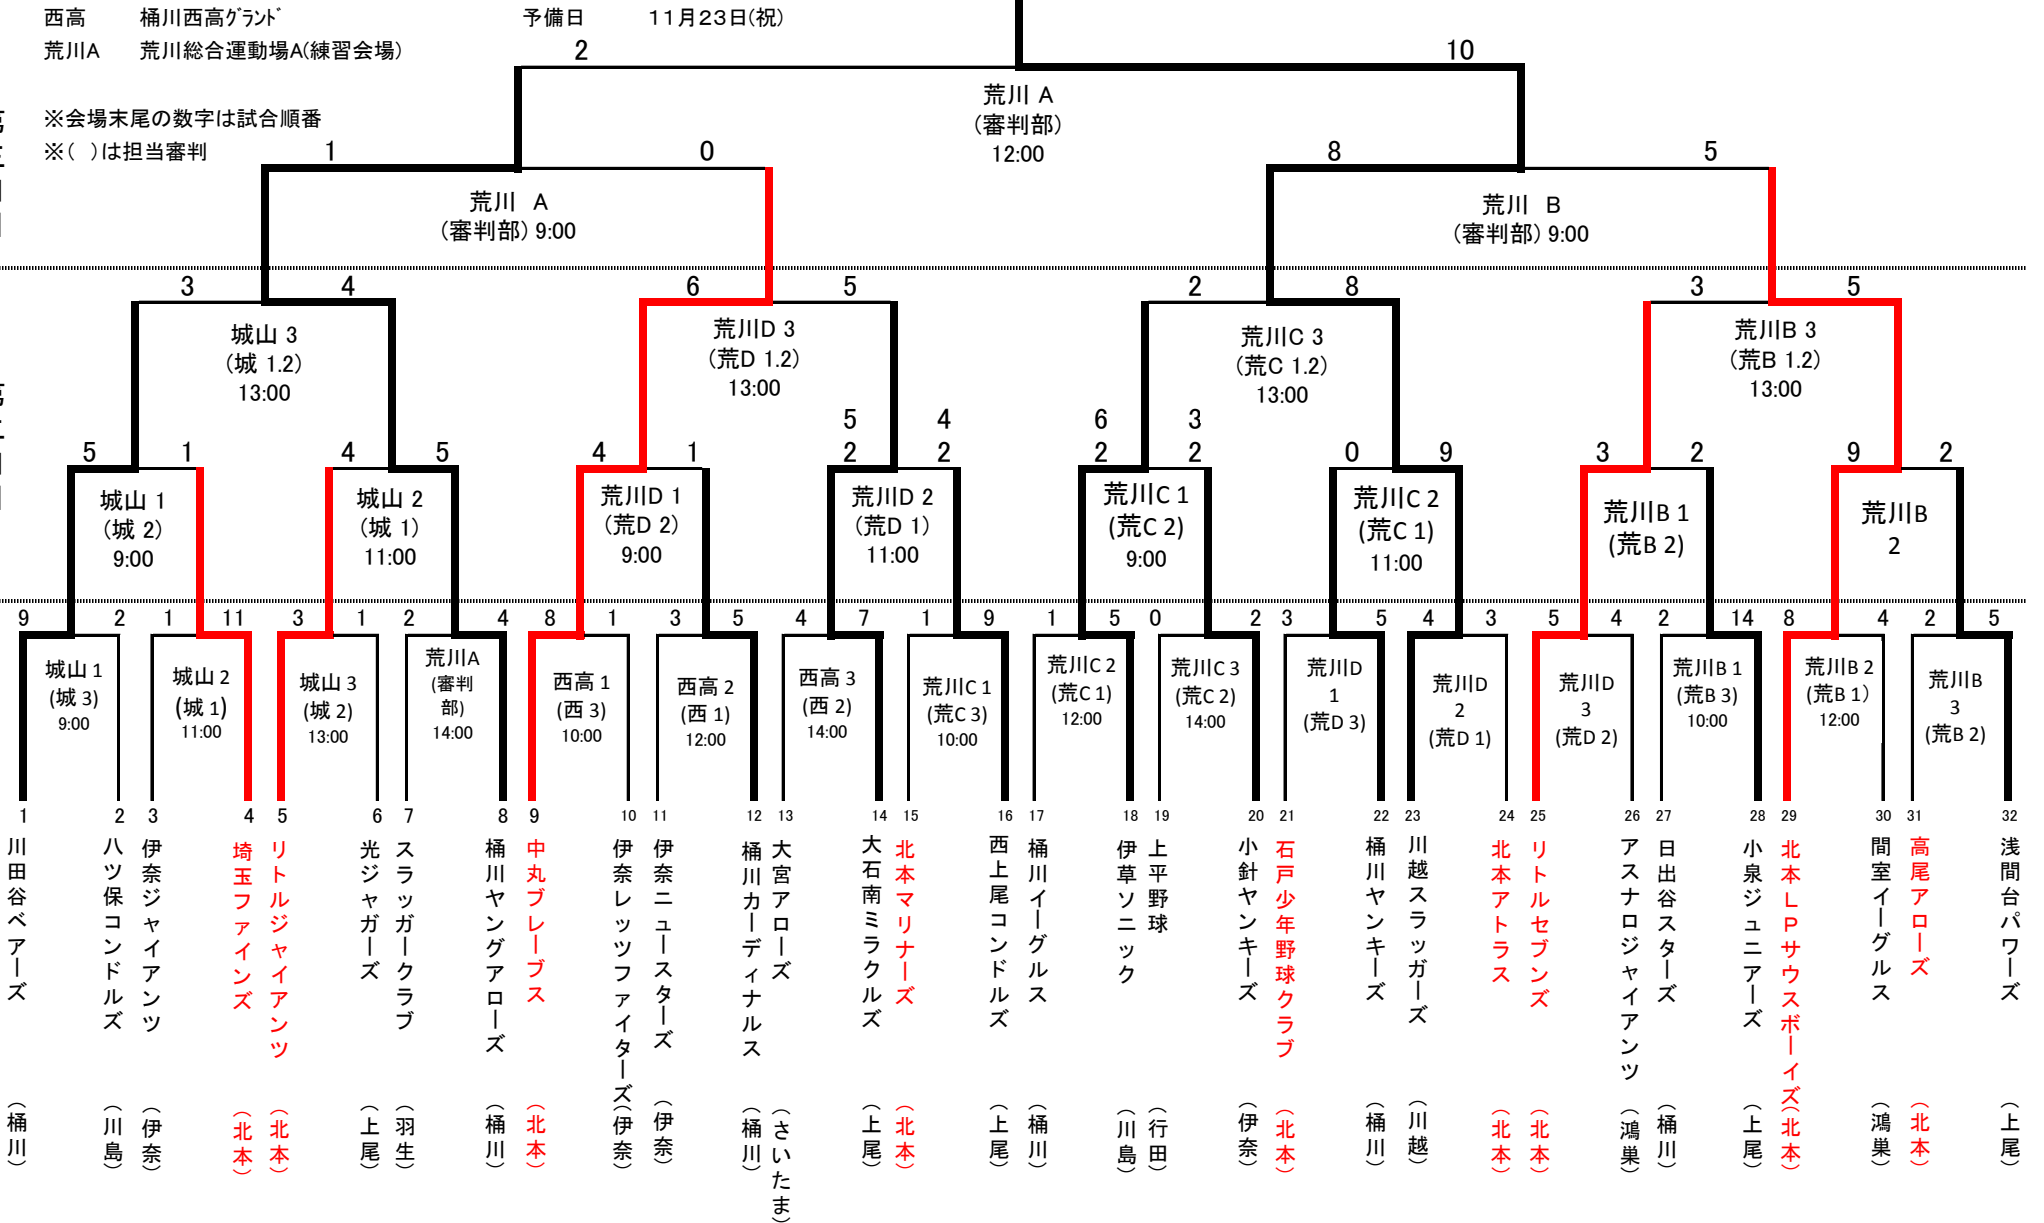 西高 桶川西高グランド 予備日 11月23日(祝)
荒川A 荒川総合運動場A(練習会場)
2 10
※会場末尾の数字は試合順番
※( )は担当審判
荒川 A
(審判部)
12:00
1 0 8 5
荒川 A
(審判部) 9:00
荒川 B
(審判部) 9:00
3 4 6 5 2 8 3 5
城山 3
(城 1.2)
13:00
荒川D 3
(荒D 1.2)
13:00
荒川C 3
(荒C 1.2)
13:00
荒川B 3
(荒B 1.2)
13:00
5 4 6 3
5 1 4 5 4 1 2 2 2 2 0 9 3 2 9 2
城山 1
(城 2)
9:00
城山 2
(城 1)
11:00
荒川D 1
(荒D 2)
9:00
荒川D 2
(荒D 1)
11:00
荒川C 1
(荒C 2)
9:00
荒川C 2
(荒C 1)
11:00
荒川B 1
(荒B 2)
荒川B
2
9 2 1 11 3 1 2 4 8 1 3 5 4 7 1 9 1 5 0 2 3 5 4 3 5 4 2 14 8 4 2 5
城山 1
(城 3)
9:00
城山 2
(城 1)
11:00
城山 3
(城 2)
13:00
荒川A
(審判
部)
14:00
西高 1
(西 3)
10:00
西高 2
(西 1)
12:00
西高 3
(西 2)
14:00
荒川C 1
(荒C 3)
10:00
荒川C 2
(荒C 1)
12:00
荒川C 3
(荒C 2)
14:00
荒川D
1
(荒D 3)
荒川D
2
(荒D 1)
荒川D
3
(荒D 2)
荒川B 1
(荒B 3)
10:00
荒川B 2
(荒B 1)
12:00
荒川B
3
(荒B 2)
1 2 3 4 5 6 7 8 9 10 11 12 13 14 15 16 17 18 19 20 21 22 23 24 25 26 27 28 29 30 31 32
川田谷ベアーズ(桶川)
八ツ保コンドルズ(川島)
伊奈ジャイアンツ(伊奈)
埼玉ファインズ(北本)
リトルジャイアンツ(北本)
光ジャガーズ(上尾)
スラッガークラブ(羽生)
桶川ヤングアローズ(桶川)
中丸ブレーブス(北本)
伊奈レッツファイターズ(伊奈)
伊奈ニュースターズ(伊奈)
桶川カーディナルス(桶川)
大宮アローズ(さいたま)
大石南ミラクルズ(上尾)
北本マリナーズ(北本)
西上尾コンドルズ(上尾)
桶川イーグルス(桶川)
伊草ソニック(川島)
上平野球(行田)
小針ヤンキーズ(伊奈)
石戸少年野球クラブ(北本)
桶川ヤンキーズ(桶川)
川越スラッガーズ(川越)
北本アトラス(北本)
リトルセブンズ(北本)
アスナロジャイアンツ(鴻巣)
日出谷スターズ(桶川)
小泉ジュニアーズ(上尾)
北本LPサウスボーイズ(北本)
間室イーグルス(鴻巣)
高尾アローズ(北本)
浅間台パワーズ(上尾)